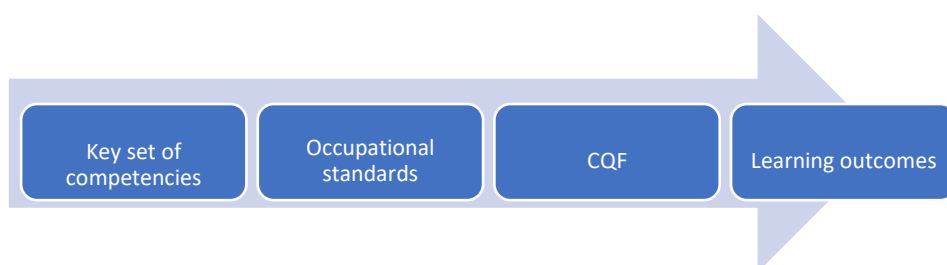 Key set of
competencies
Occupational
standards
CQF
Learning outcomes